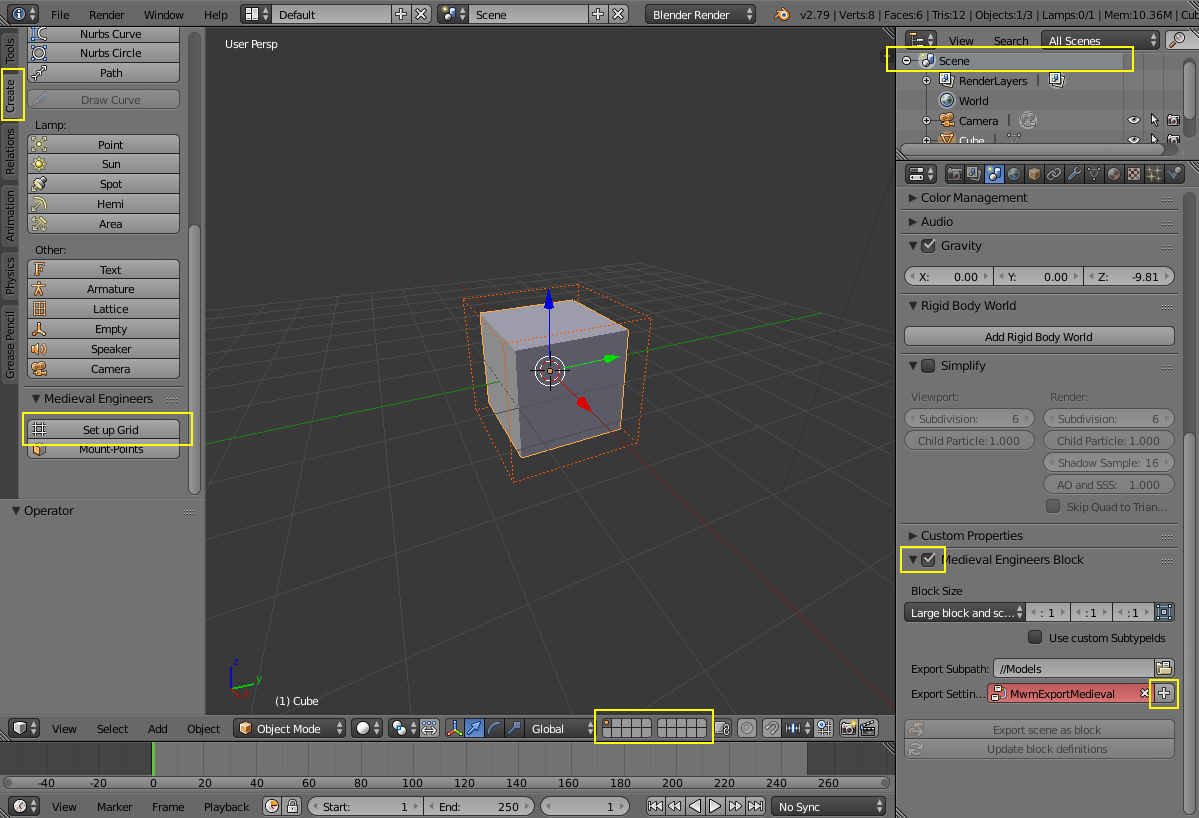 File Render Window Help Default Scene Blender Render v2.79 | Verts:8 | Faces:6 | Tris:12 | Objects:1/3 | Lamps:0/1 | Mem:10.36M | Cub
Tools
Create
Relations
Animation
Physics
Grease Pencil
Nurbs Curve
Nurbs Circle
Path
Draw Curve
Lamp:
Point
Sun
Spot
Hemi
Area
Other:
Text
Armature
Lattice
Empty
Speaker
Camera
Medieval Engineers
Set up Grid
Mount-Points
Operator
User Persp
z
y
x
(1) Cube
View Select Add Object Object Mode Global
-40 -20 0 20 40 60 80 100 120 140 160 180 200 220 240 260
View Marker Frame Playback Start: 1 End: 250 1 No Sync
View Search All Scenes
Scene
RenderLayers |
World
Camera |
Cube |
Color Management
Audio
Gravity
X: 0.00 Y: 0.00 Z: -9.81
Rigid Body World
Add Rigid Body World
Simplify
Viewport: Render:
Subdivision: 6 Subdivision: 6
Child Particle: 1.000 Child Particle: 1.000
Shadow Sample: 16
AO and SSS: 1.000
Skip Quad to Trian...
Custom Properties
Medieval Engineers Block
Block Size
Large block and sc... : 1 :1 :1
Use custom SubtypeIds
Export Subpath: //Models
Export Settin... MwmExportMedieval
Export scene as block
Update block definitions